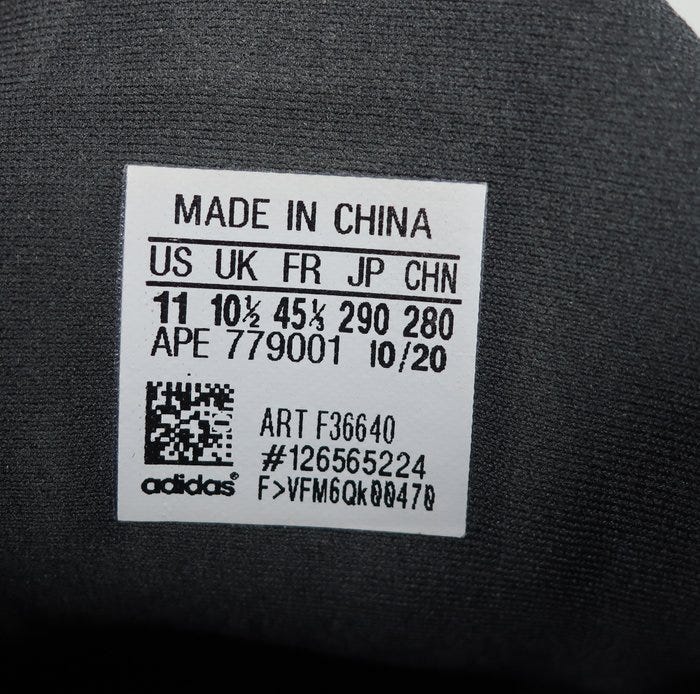 MADE IN CHINA
US UK FR JP CHN
11 10½ 45⅓ 290 280
APE 779001 10/20
ART F36640
#126565224
adidas® F>VFM6Qk00470